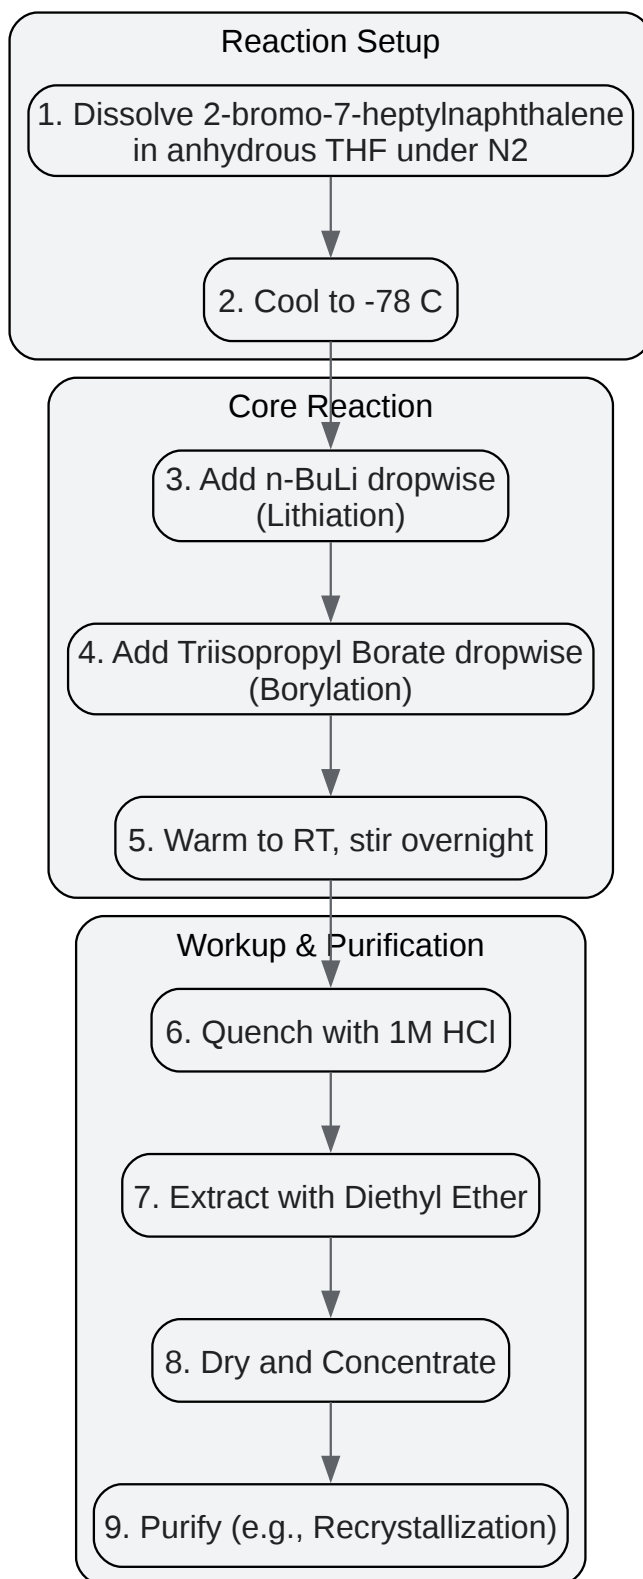 Reaction Setup
1. Dissolve 2-bromo-7-heptylnaphthalene
in anhydrous THF under N2
2. Cool to -78 C
Core Reaction
3. Add n-BuLi dropwise
(Lithiation)
4. Add Triisopropyl Borate dropwise
(Borylation)
5. Warm to RT, stir overnight
Workup & Purification
6. Quench with 1M HCl
7. Extract with Diethyl Ether
8. Dry and Concentrate
9. Purify (e.g., Recrystallization)